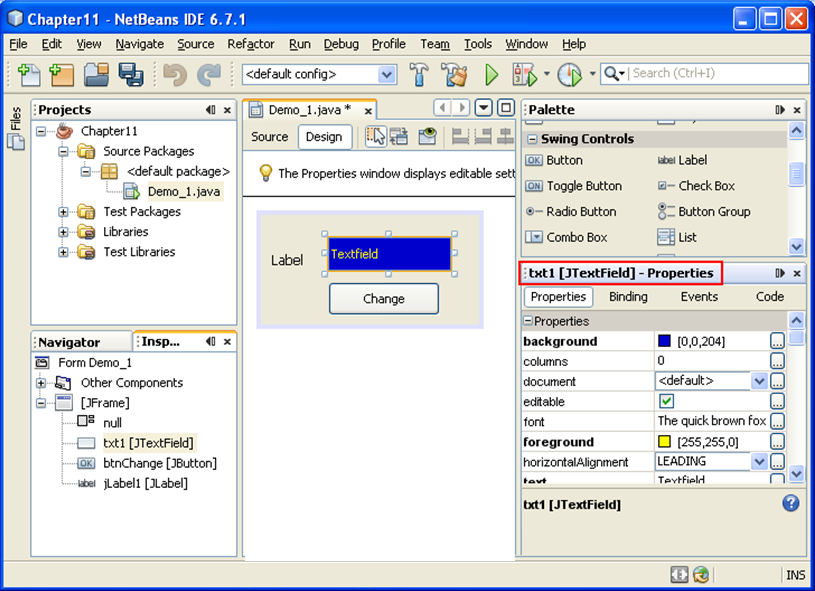 Chapter11 - NetBeans IDE 6.7.1
File Edit View Navigate Source Refactor Run Debug Profile Team Tools Window Help
<default config>
Search (Ctrl+I)
Files
Projects
Chapter11
Source Packages
<default package>
Demo_1.java
Test Packages
Libraries
Test Libraries
Navigator
Insp...
Form Demo_1
Other Components
[JFrame]
null
txt1 [JTextField]
btnChange [JButton]
jLabel1 [JLabel]
Demo_1.java *
Source Design
The Properties window displays editable sett
Label
Textfield
Change
Palette
Swing Controls
OK Button
label Label
ON Toggle Button
Check Box
Radio Button
Button Group
Combo Box
List
txt1 [JTextField] - Properties
Properties Binding Events Code
Properties
background [0,0,204] ...
columns 0 ...
document <default> ...
editable ...
font The quick brown fox ...
foreground [255,255,0] ...
horizontalAlignment LEADING ...
text Textfield
txt1 [JTextField]
INS